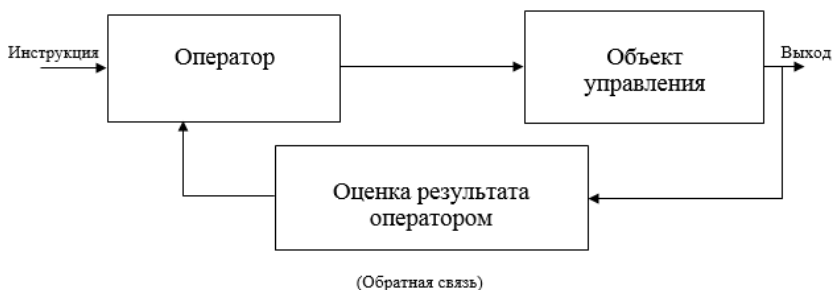 Инструкция
Оператор
Объект
управления
Выход
Оценка результата
оператором
(Обратная связь)